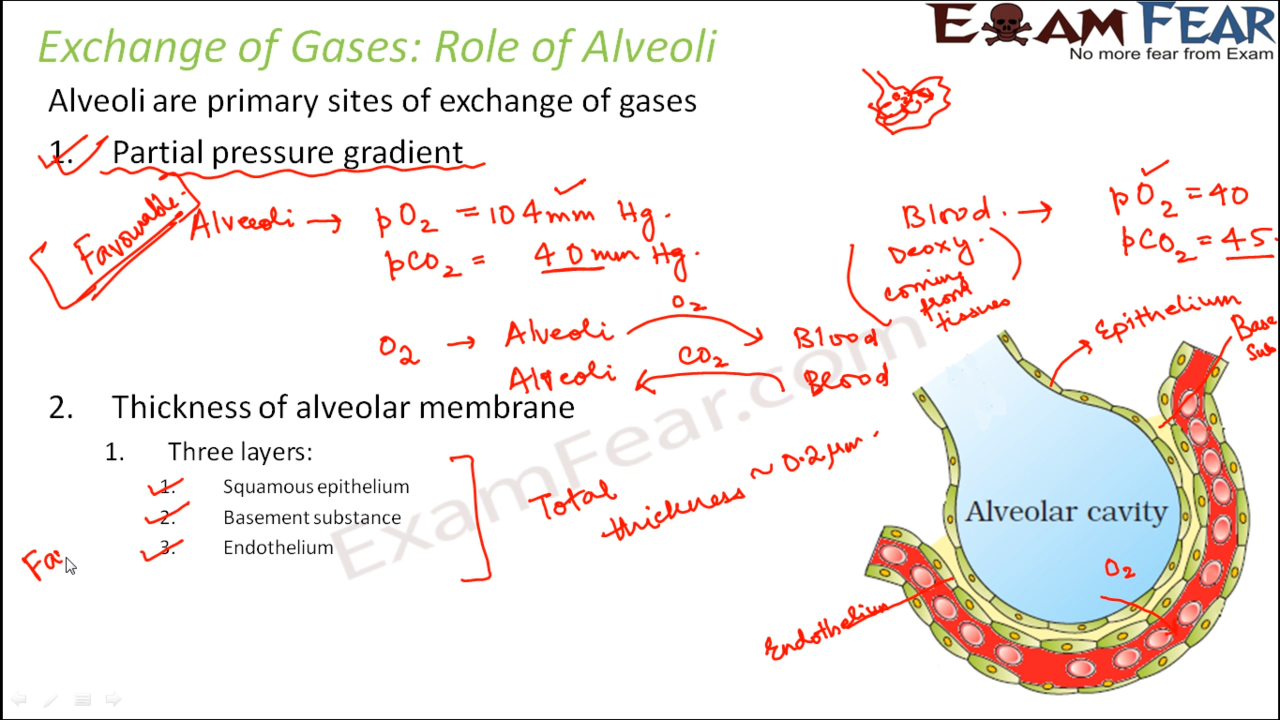 Exchange of Gases: Role of Alveoli
EXAM FEAR
No more fear from Exam
Alveoli are primary sites of exchange of gases
1. Partial pressure gradient
Favourable.
Alveoli → pO₂ = 104 mm Hg.
pCO₂ = 40 mm Hg.
Blood. → pO₂ = 40
pCO₂ = 45.
Deoxy.
coming
from
tissues
O₂ → Alveoli O₂ Blood
Alveoli CO₂ Blood
Epithelium
Base
Sub
2. Thickness of alveolar membrane
1. Three layers:
1. Squamous epithelium
2. Basement substance
3. Endothelium
Fa
Total
thickness ~ 0.2 μm.
Alveolar cavity
O₂
Endothelium
ExamFear.com